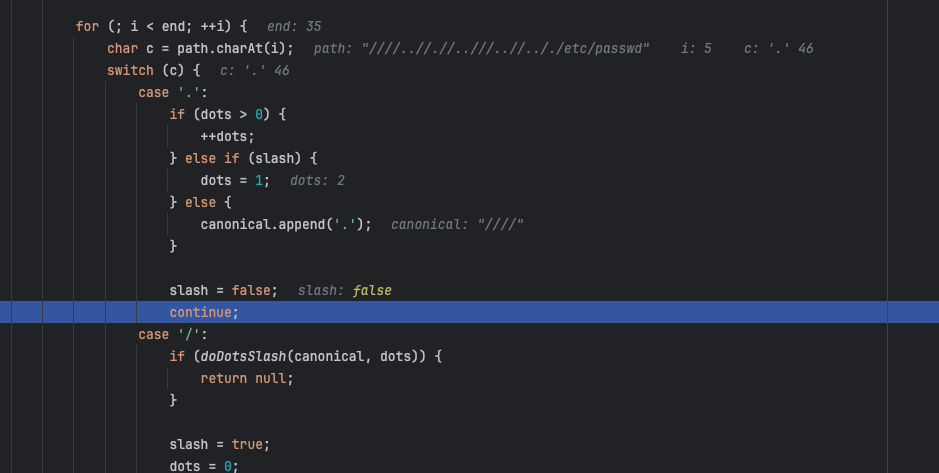 for (; i < end; ++i) {  end: 35
char c = path.charAt(i);  path: "////..//.//..///..//.././etc/passwd"  i: 5  c: '.' 46
switch (c) {  c: '.' 46
case '.':
if (dots > 0) {
++dots;
} else if (slash) {
dots = 1;  dots: 2
} else {
canonical.append('.');  canonical: "////"
}
slash = false;  slash: false
continue;
case '/':
if (doDotsSlash(canonical, dots)) {
return null;
}
slash = true;
dots = 0;